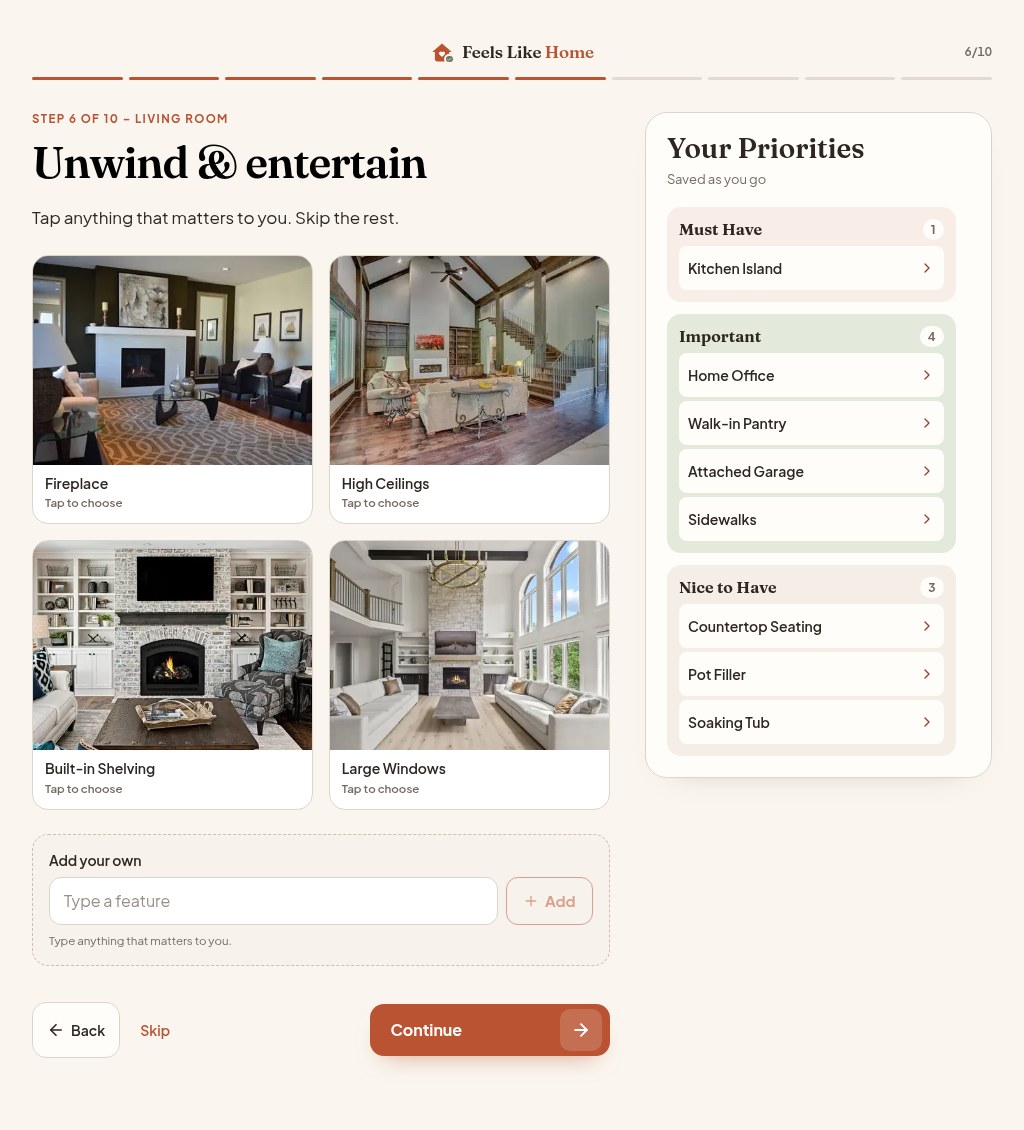 Feels Like Home
6/10
STEP 6 OF 10 – LIVING ROOM
Unwind & entertain
Tap anything that matters to you. Skip the rest.
Fireplace
Tap to choose
High Ceilings
Tap to choose
Built-in Shelving
Tap to choose
Large Windows
Tap to choose
Add your own
Type a feature
+ Add
Type anything that matters to you.
Back
Skip
Continue
Your Priorities
Saved as you go
Must Have
1
Kitchen Island
Important
4
Home Office
Walk-in Pantry
Attached Garage
Sidewalks
Nice to Have
3
Countertop Seating
Pot Filler
Soaking Tub